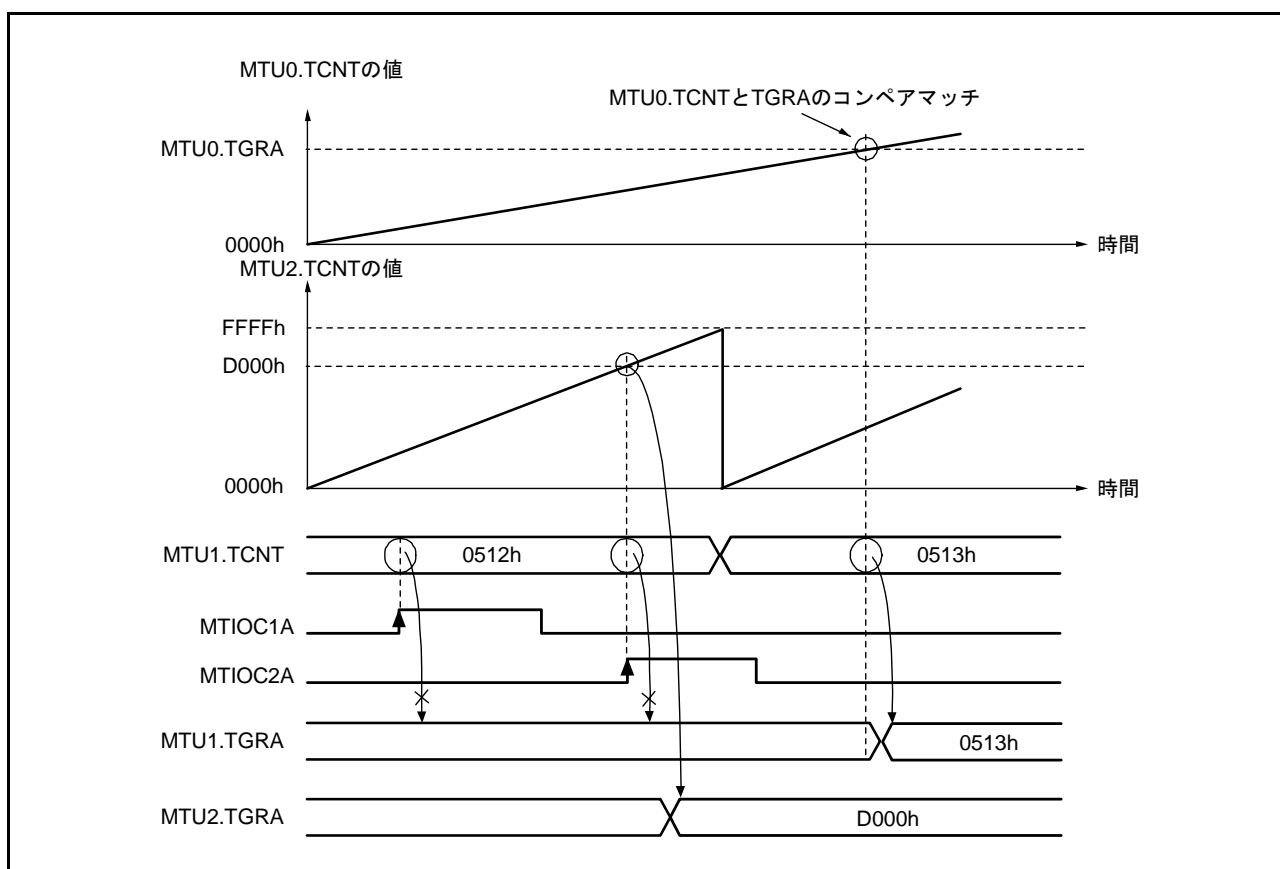 MTU0.TCNTの値
MTU0.TCNTとTGRAのコンペアマッチ
MTU0.TGRA
0000h
時間
MTU2.TCNTの値
FFFFh
D000h
0000h
時間
MTU1.TCNT
0512h
0513h
MTIOC1A
MTIOC2A
MTU1.TGRA
0513h
MTU2.TGRA
D000h